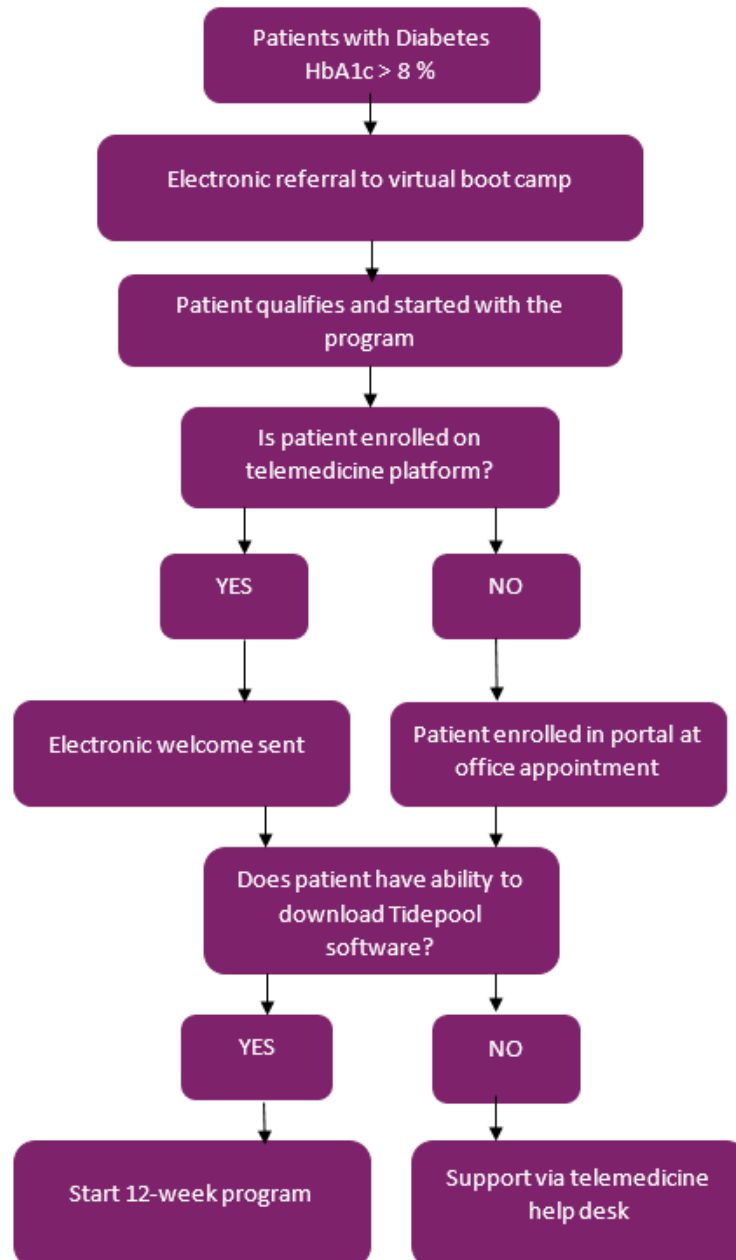 Patients with Diabetes
HbA1c > 8 %
Electronic referral to virtual boot camp
Patient qualifies and started with the
program
Is patient enrolled on
telemedicine platform?
YES
NO
Electronic welcome sent
Patient enrolled in portal at
office appointment
Does patient have ability to
download Tidepool
software?
YES
NO
Start 12-week program
Support via telemedicine
help desk